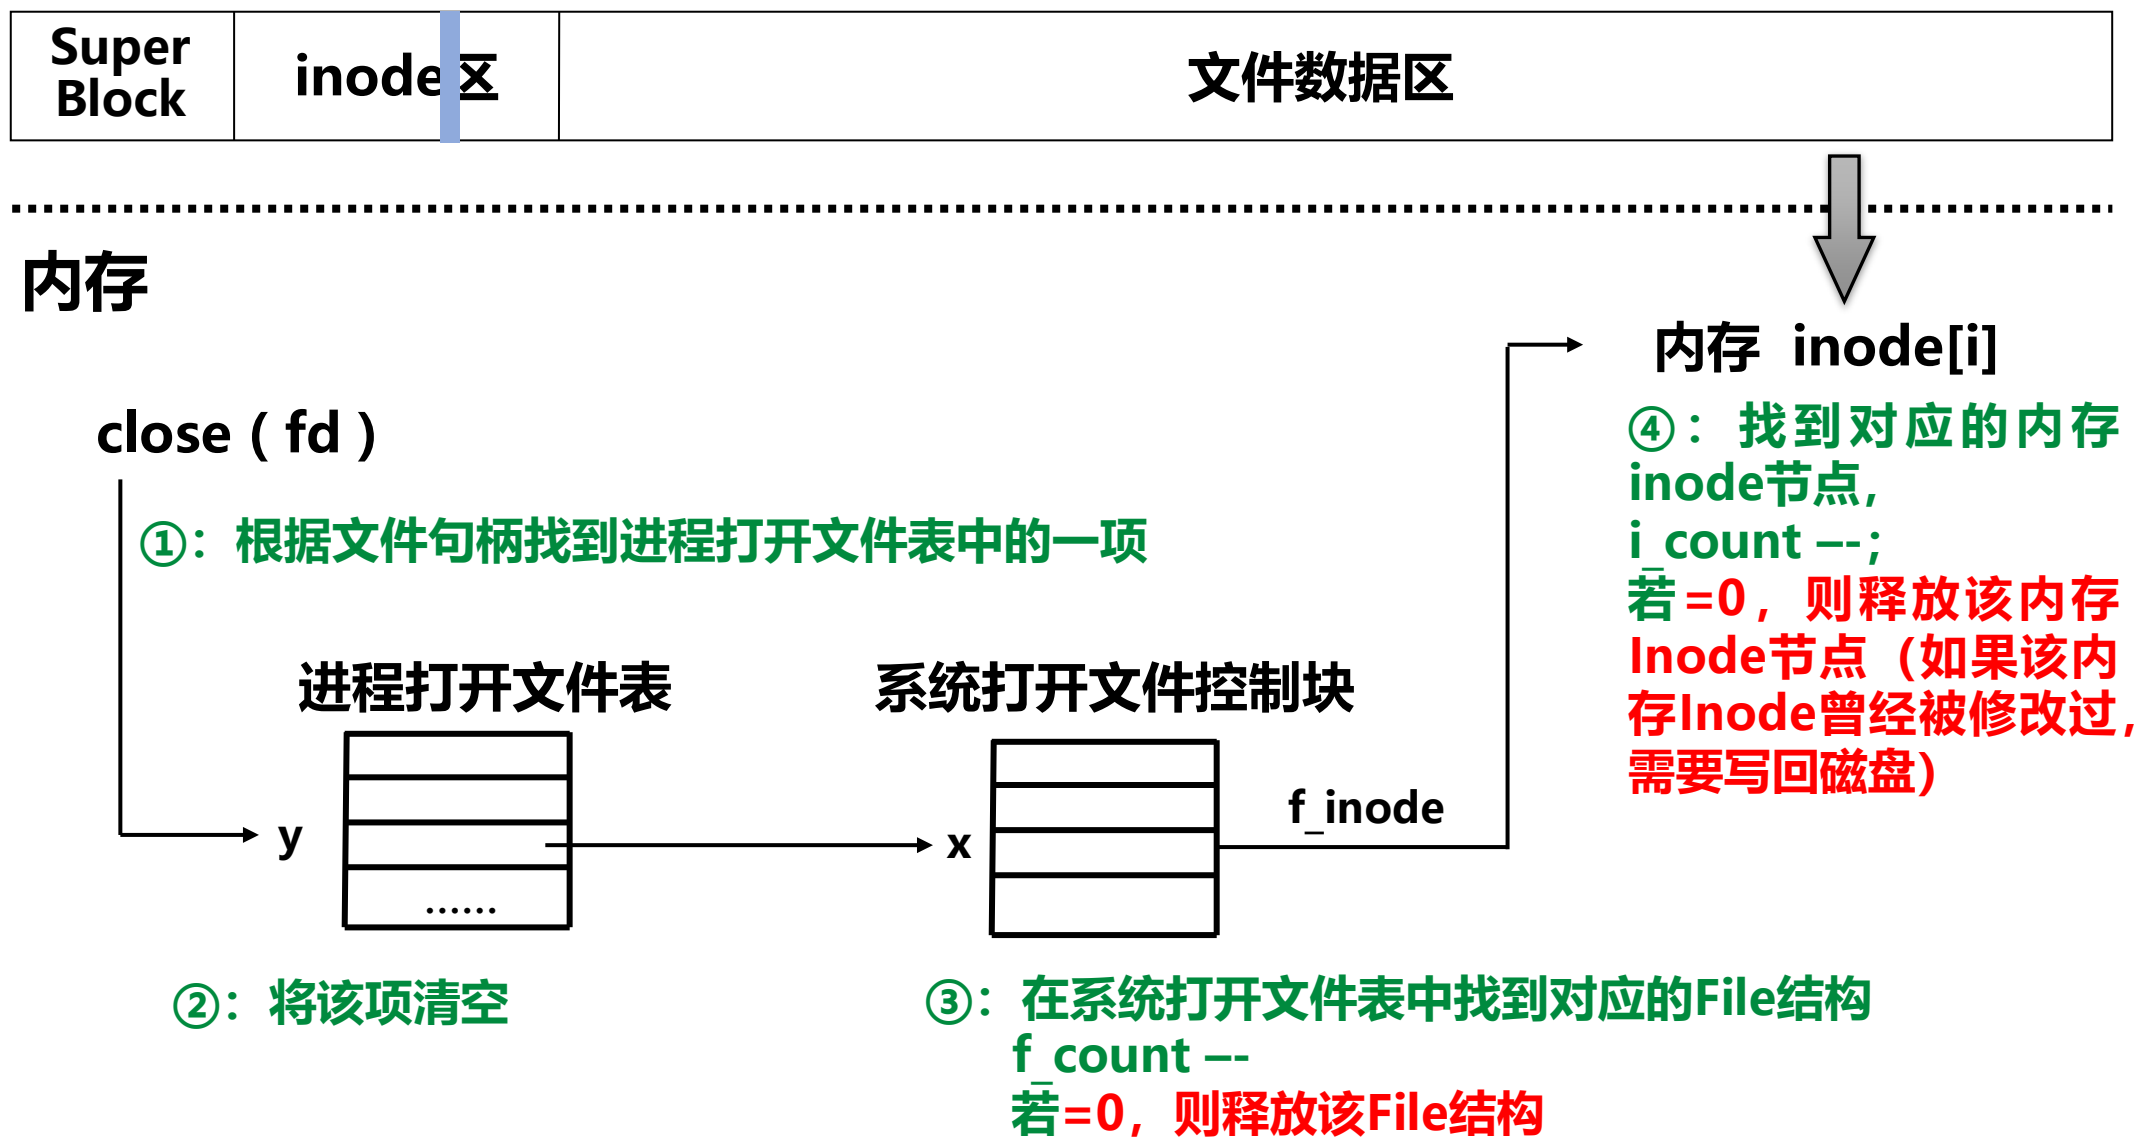 Super
Block
inode区
文件数据区
内存
内存 inode[i]
close ( fd )
④：找到对应的内存
inode节点，
i_count –-；
若=0，则释放该内存
Inode节点（如果该内
存Inode曾经被修改过，
需要写回磁盘）
①：根据文件句柄找到进程打开文件表中的一项
进程打开文件表
系统打开文件控制块
f_inode
y
x
……
②：将该项清空
③：在系统打开文件表中找到对应的File结构
f_count –-
若=0，则释放该File结构